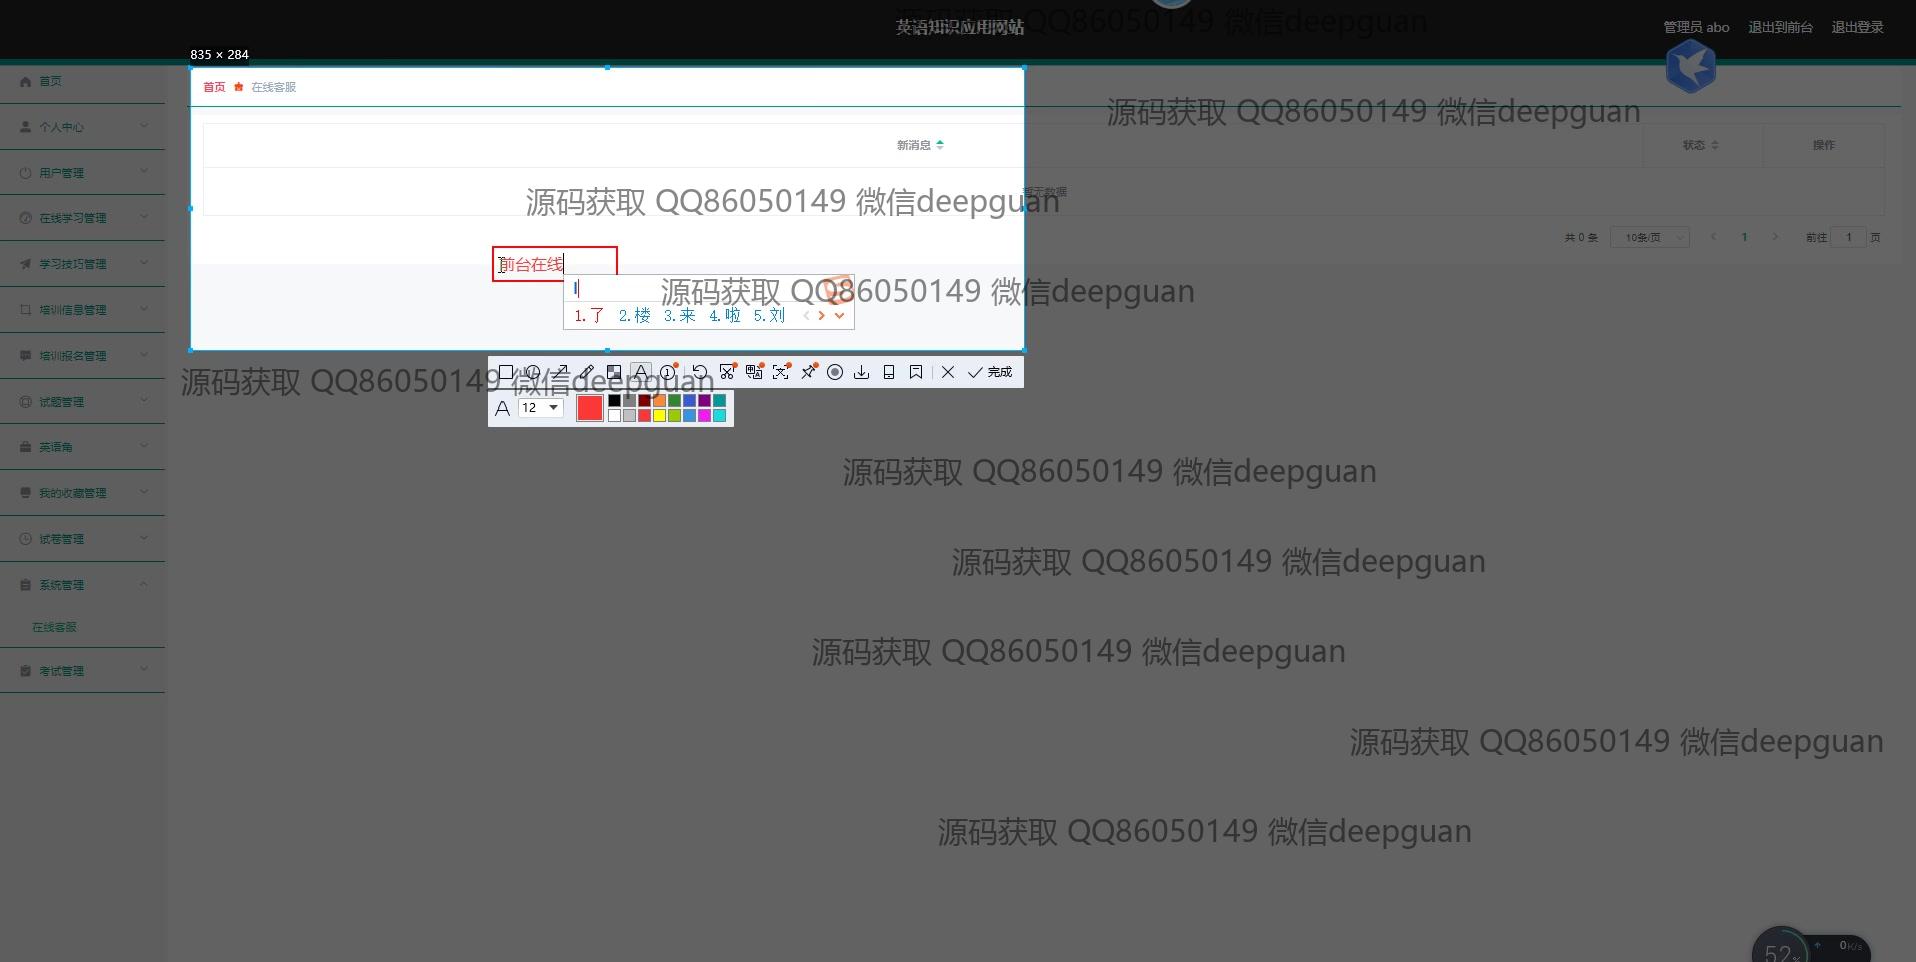 源码获取 QQ86050149 微信deepguan
英语知识应用网站
管理员 abo 退出到前台 退出登录
835 × 284
首页
首页 在线客服
个人中心
源码获取 QQ86050149 微信deepguan
新消息 状态 操作
用户管理
暂无数据
源码获取 QQ86050149 微信deepguan
在线学习管理
共 0 条 10条/页 1 前往 1 页
学习技巧管理
前台在线
l
源码获取 QQ86050149 微信deepguan
培训信息管理
1.了 2.楼 3.来 4.啦 5.刘
培训报名管理
源码获取 QQ86050149 微信deepguan
完成
试题管理
A 12
英语角
源码获取 QQ86050149 微信deepguan
我的收藏管理
试卷管理
源码获取 QQ86050149 微信deepguan
系统管理
在线客服
源码获取 QQ86050149 微信deepguan
考试管理
源码获取 QQ86050149 微信deepguan
源码获取 QQ86050149 微信deepguan
52% 0K/s